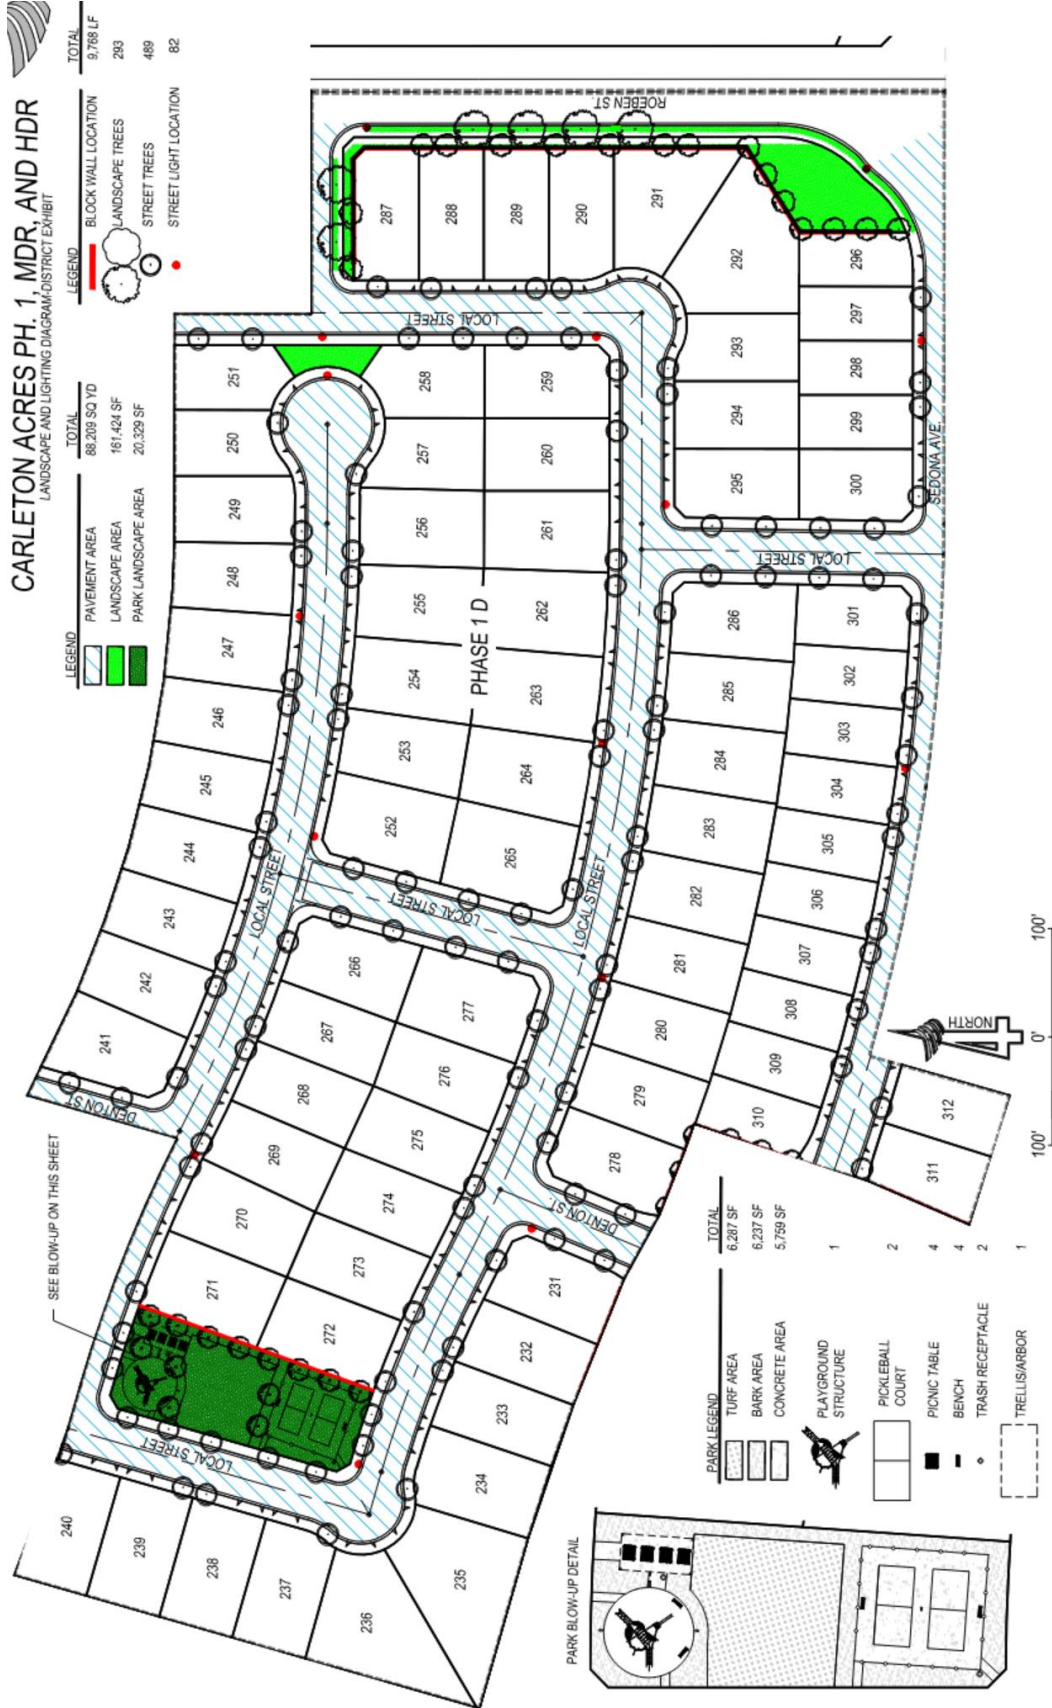 CARLETON ACRES PH. 1, MDR, AND HDR
LANDSCAPE AND LIGHTING DIAGRAM-DISTRICT EXHIBIT
LEGEND TOTAL
PAVEMENT AREA 88,209 SQ YD
LANDSCAPE AREA 161,424 SF
PARK LANDSCAPE AREA 20,329 SF
LEGEND TOTAL
BLOCK WALL LOCATION 9,768 LF
LANDSCAPE TREES 293
STREET TREES 489
STREET LIGHT LOCATION 82
SEE BLOW-UP ON THIS SHEET
240
239
238
237
236
235
234
233
232
231
LOCAL STREET
271
270
269
268
267
266
272
273
274
275
276
277
DENTON ST.
DENTON ST.
241
242
243
244
245
246
247
248
249
250
251
LOCAL STREET
LOCAL STREET
LOCAL STREET
252
253
254
255
256
257
258
265
264
263
262
261
260
259
PHASE 1 D
LOCAL STREET
278
279
280
281
282
283
284
285
286
310
309
308
307
306
305
304
303
302
301
311
312
LOCAL STREET
287
288
289
290
291
292
293
294
295
296
297
298
299
300
ROEBEN ST.
SEDONA AVE.
NORTH
100' 0' 100'
PARK BLOW-UP DETAIL
PARK LEGEND TOTAL
TURF AREA 6,287 SF
BARK AREA 6,237 SF
CONCRETE AREA 5,759 SF
PLAYGROUND
STRUCTURE 1
PICKLEBALL
COURT 2
PICNIC TABLE 4
BENCH 4
TRASH RECEPTACLE 2
TRELLIS/ARBOR 1